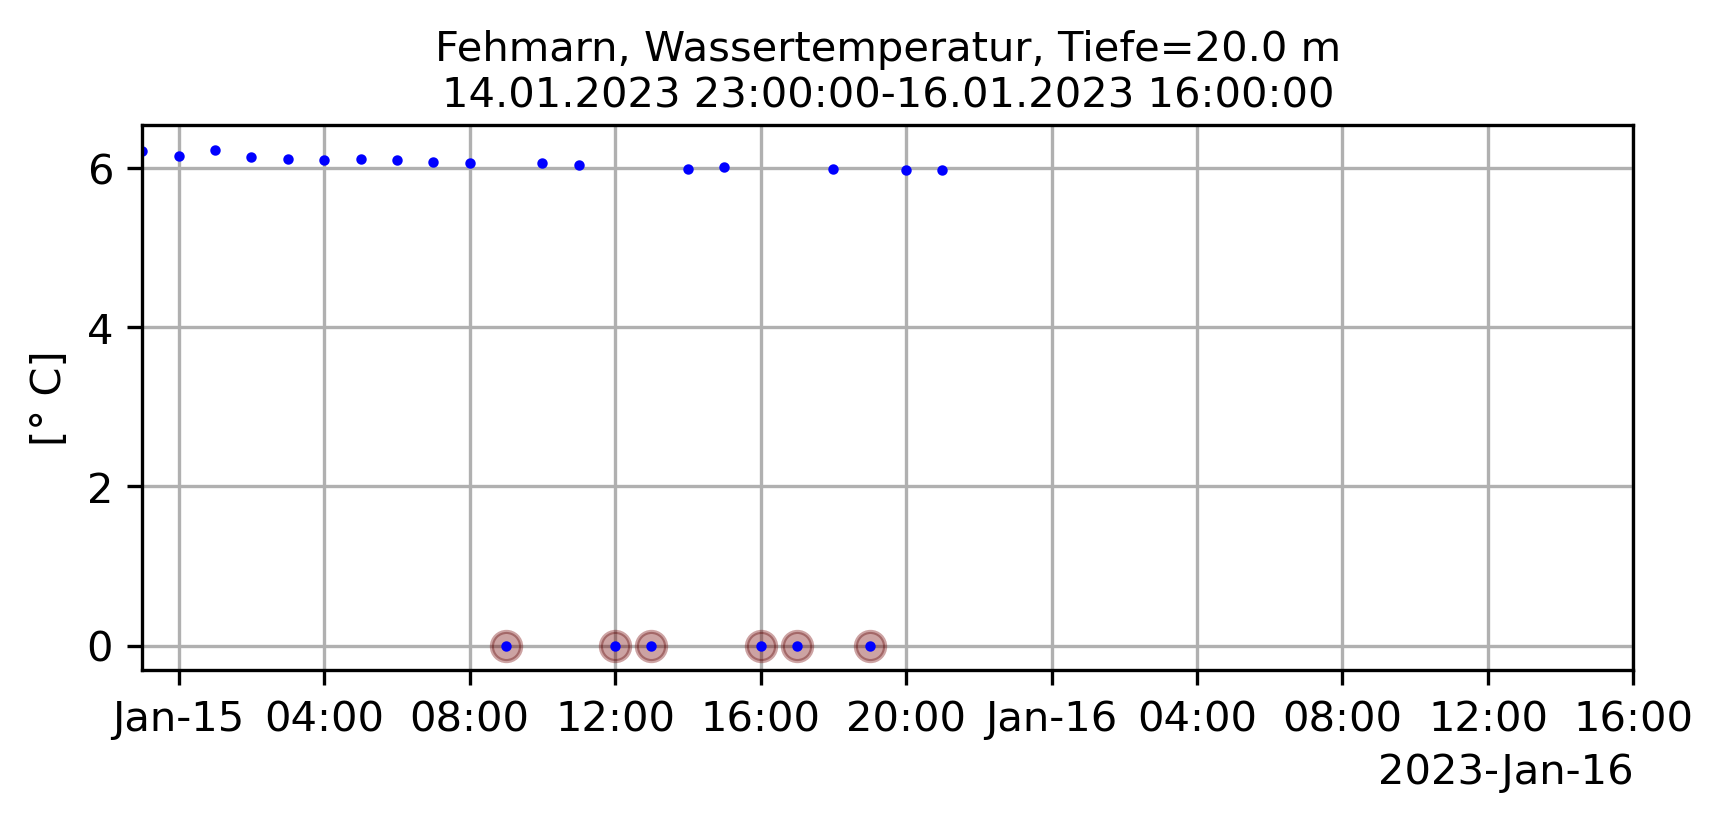 Fehmarn, Wassertemperatur, Tiefe=20.0 m
14.01.2023 23:00:00-16.01.2023 16:00:00
6
4
2
0
[° C]
Jan-15 04:00 08:00 12:00 16:00 20:00 Jan-16 04:00 08:00 12:00 16:00
2023-Jan-16